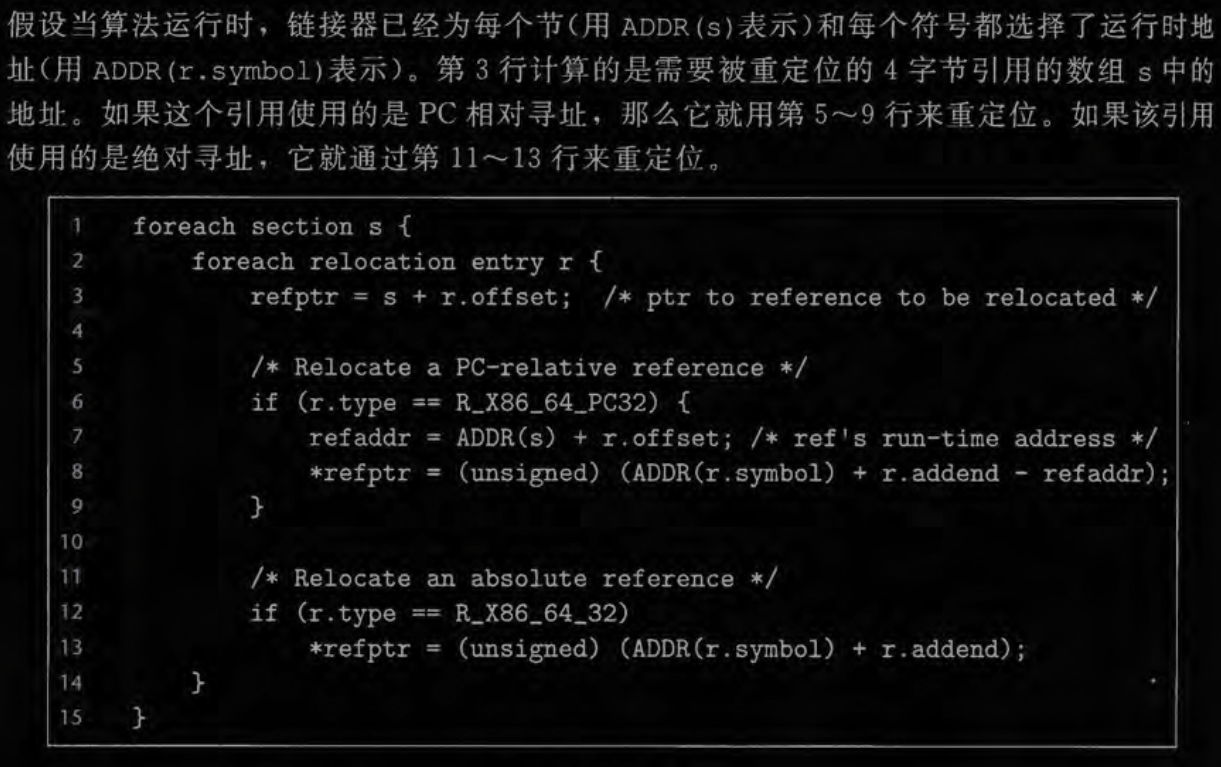 假设当算法运行时，链接器已经为每个节(用 ADDR(s)表示)和每个符号都选择了运行时地
址(用 ADDR(r.symbol)表示)。第 3 行计算的是需要被重定位的 4 字节引用的数组 s 中的
地址。如果这个引用使用的是 PC 相对寻址，那么它就用第 5～9 行来重定位。如果该引用
使用的是绝对寻址，它就通过第 11～13 行来重定位。
1 foreach section s {
2 foreach relocation entry r {
3 refptr = s + r.offset; /* ptr to reference to be relocated */
4
5 /* Relocate a PC-relative reference */
6 if (r.type == R_X86_64_PC32) {
7 refaddr = ADDR(s) + r.offset; /* ref's run-time address */
8 *refptr = (unsigned) (ADDR(r.symbol) + r.addend - refaddr);
9 }
10
11 /* Relocate an absolute reference */
12 if (r.type == R_X86_64_32)
13 *refptr = (unsigned) (ADDR(r.symbol) + r.addend);
14 }
15 }